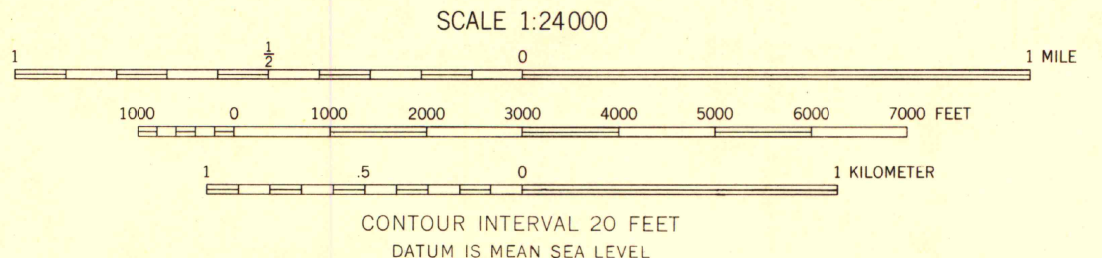 SCALE 1:24000
1 1/2 0 1 MILE
1000 0 1000 2000 3000 4000 5000 6000 7000 FEET
1 .5 0 1 KILOMETER
CONTOUR INTERVAL 20 FEET
DATUM IS MEAN SEA LEVEL